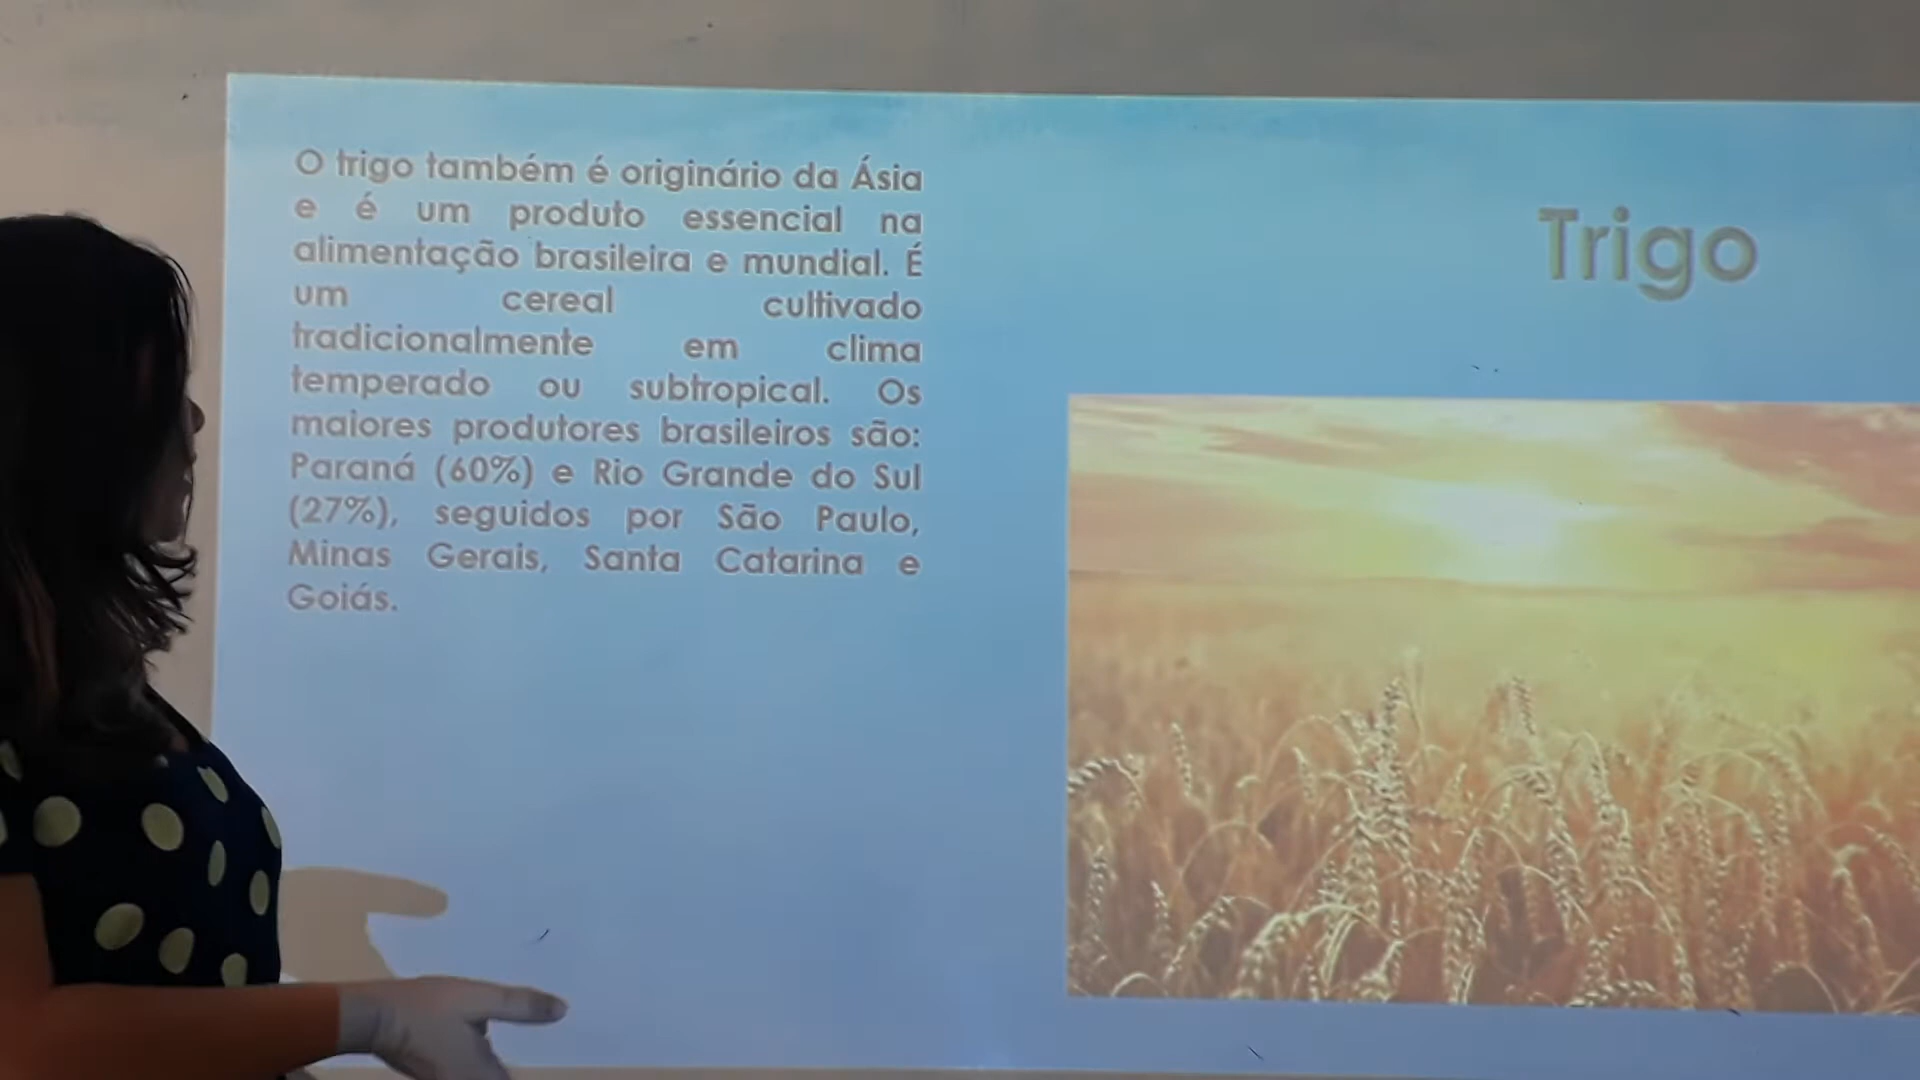 O trigo também é originário da Ásia
e é um produto essencial na
alimentação brasileira e mundial. É
um cereal cultivado
tradicionalmente em clima
temperado ou subtropical. Os
maiores produtores brasileiros são:
Paraná (60%) e Rio Grande do Sul
(27%), seguidos por São Paulo,
Minas Gerais, Santa Catarina e
Goiás.
Trigo